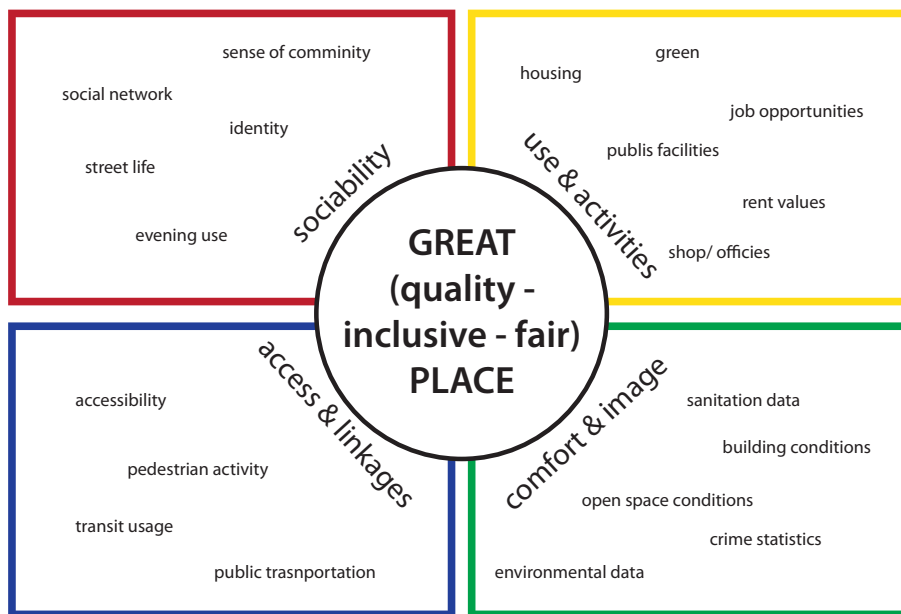 sense of comminity
social network
identity
street life
evening use
sociability
green
housing
job opportunities
publis facilities
rent values
shop/ officies
use & activities
GREAT
(quality -
inclusive - fair)
PLACE
access & linkages
accessibility
pedestrian activity
transit usage
public trasnportation
comfort & image
sanitation data
building conditions
open space conditions
crime statistics
environmental data